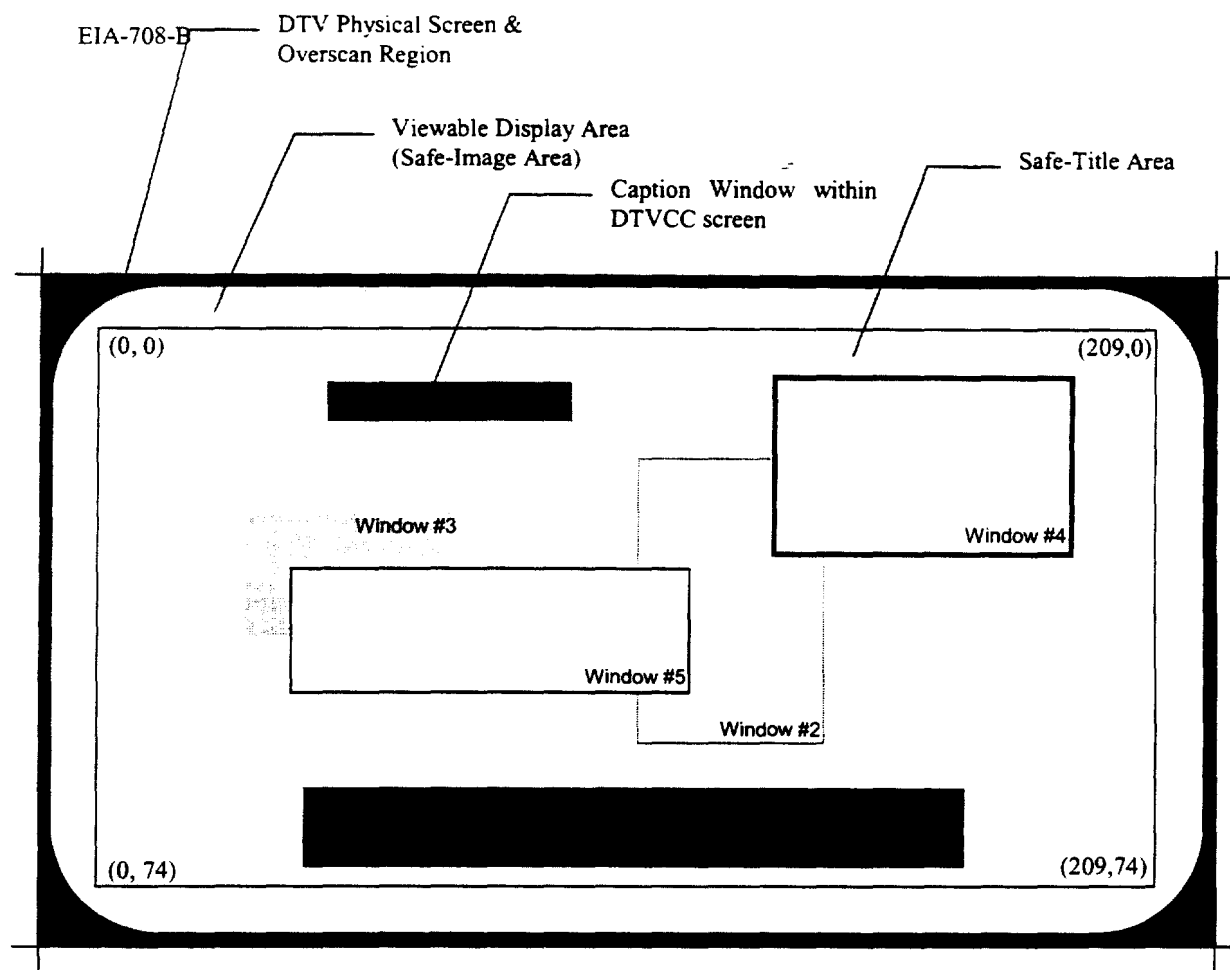 EIA-708-B
DTV Physical Screen &
Overscan Region
Viewable Display Area
(Safe-Image Area)
Safe-Title Area
Caption Window within
DTVCC screen
(0, 0)
(209,0)
Window #3
Window #4
Window #5
Window #2
(0, 74)
(209,74)